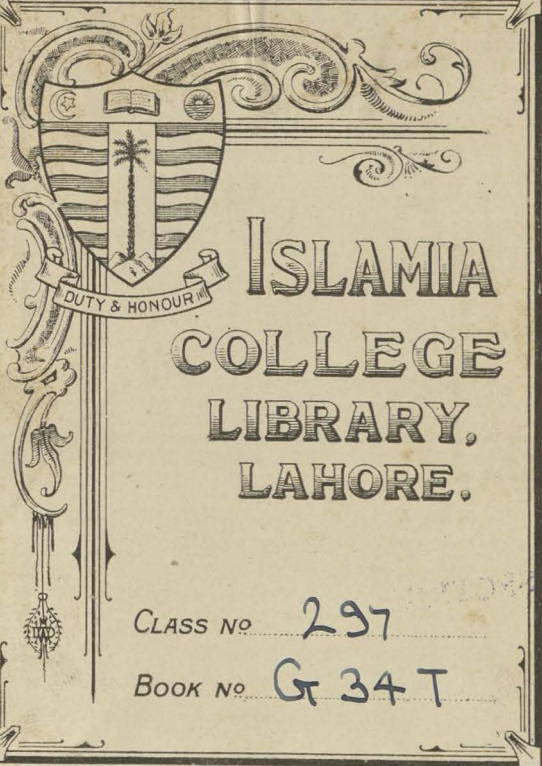 DUTY & HONOUR
ISLAMIA
COLLEGE
LIBRARY,
LAHORE.
CLASS No 297
BOOK No G 34 T